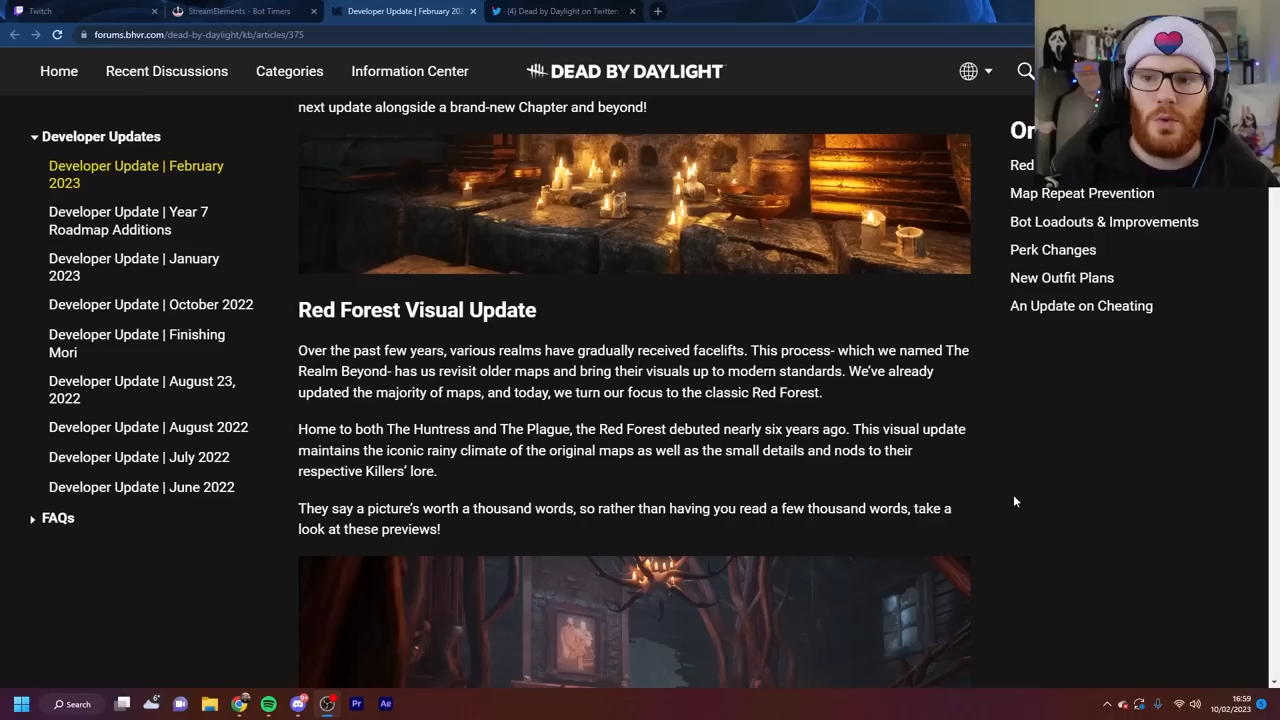 Twitch
StreamElements - Bot Timers
Developer Update | February 202
(4) Dead by Daylight on Twitter:
forums.bhvr.com/dead-by-daylight/kb/articles/375
Home
Recent Discussions
Categories
Information Center
DEAD BY DAYLIGHT
next update alongside a brand-new Chapter and beyond!
Developer Updates
Developer Update | February
2023
Developer Update | Year 7
Roadmap Additions
Developer Update | January
2023
Developer Update | October 2022
Developer Update | Finishing
Mori
Developer Update | August 23,
2022
Developer Update | August 2022
Developer Update | July 2022
Developer Update | June 2022
FAQs
Red Forest Visual Update
Over the past few years, various realms have gradually received facelifts. This process- which we named The
Realm Beyond- has us revisit older maps and bring their visuals up to modern standards. We've already
updated the majority of maps, and today, we turn our focus to the classic Red Forest.
Home to both The Huntress and The Plague, the Red Forest debuted nearly six years ago. This visual update
maintains the iconic rainy climate of the original maps as well as the small details and nods to their
respective Killers' lore.
They say a picture's worth a thousand words, so rather than having you read a few thousand words, take a
look at these previews!
On
Red
Map Repeat Prevention
Bot Loadouts & Improvements
Perk Changes
New Outfit Plans
An Update on Cheating
Search
6°
Pr
Ae
16:59
10/02/2023